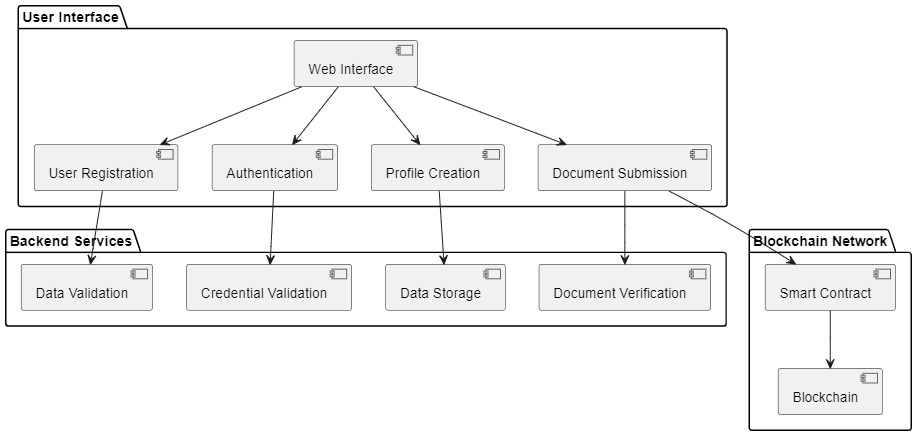 User Interface
Web Interface
User Registration
Authentication
Profile Creation
Document Submission
Backend Services
Data Validation
Credential Validation
Data Storage
Document Verification
Blockchain Network
Smart Contract
Blockchain